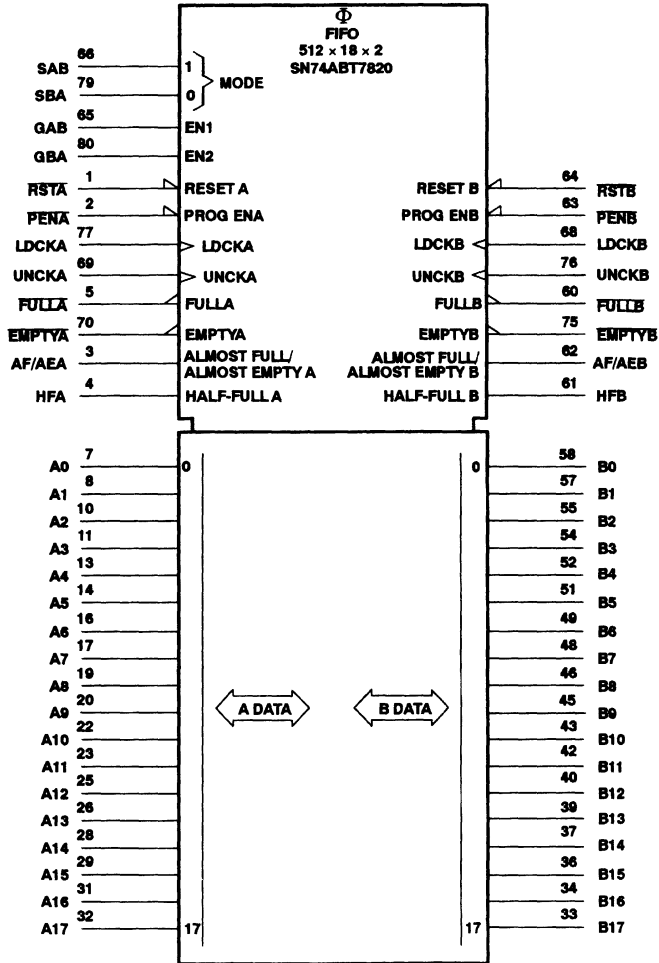 Φ
FIFO
512 × 18 × 2
SN74ABT7820
SAB 66 1
MODE
SBA 79 0
GAB 65 EN1
GBA 80 EN2
RSTA 1 RESET A RESET B 64 RSTB
PENA 2 PROG ENA PROG ENB 63 PENB
LDCKA 77 LDCKA LDCKB 68 LDCKB
UNCKA 69 UNCKA UNCKB 76 UNCKB
FULLA 5 FULLA FULLB 60 FULLB
EMPTYA 70 EMPTYA EMPTYB 75 EMPTYB
AF/AEA 3 ALMOST FULL/ ALMOST EMPTY A ALMOST FULL/ ALMOST EMPTY B 62 AF/AEB
HFA 4 HALF-FULL A HALF-FULL B 61 HFB
A0 7 0 0 58 B0
A1 8 57 B1
A2 10 55 B2
A3 11 54 B3
A4 13 52 B4
A5 14 51 B5
A6 16 49 B6
A7 17 48 B7
A8 19 46 B8
A9 20 A DATA B DATA 45 B9
A10 22 43 B10
A11 23 42 B11
A12 25 40 B12
A13 26 39 B13
A14 28 37 B14
A15 29 36 B15
A16 31 34 B16
A17 32 17 17 33 B17